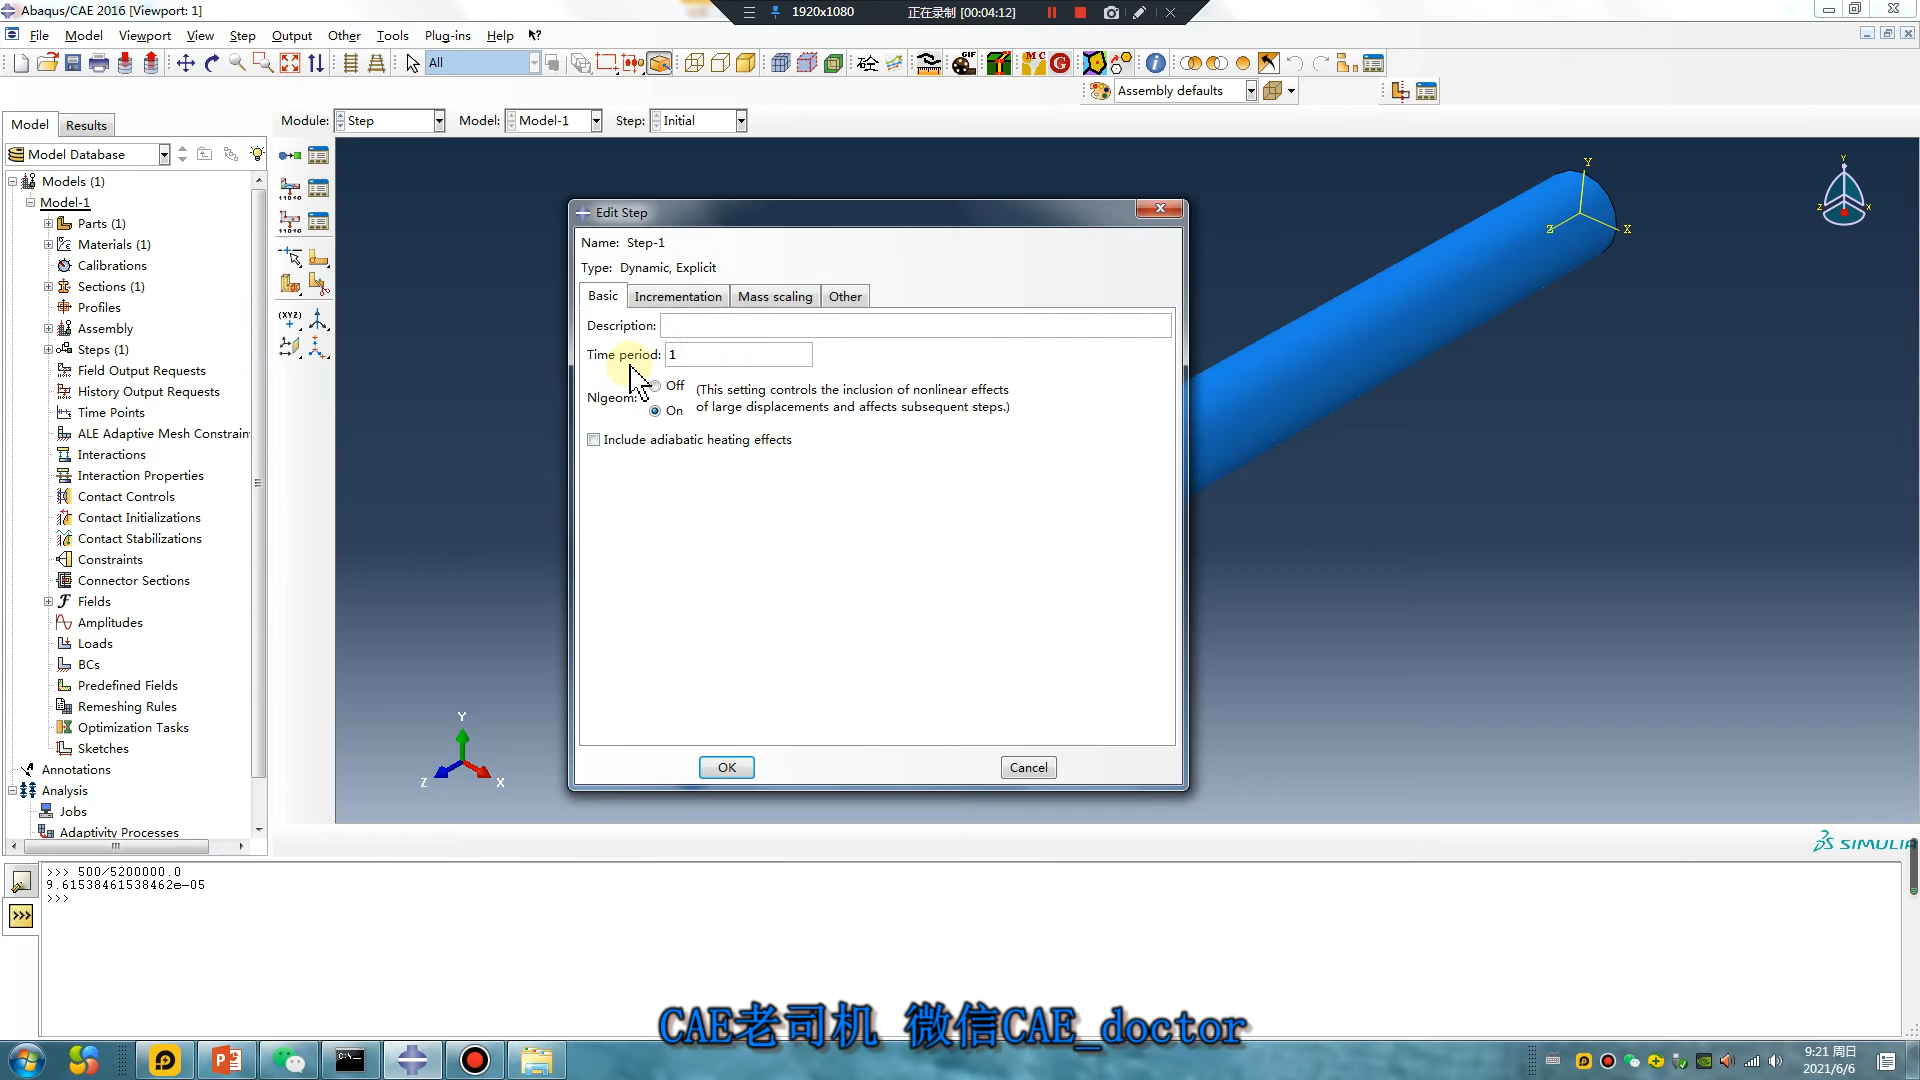 Abaqus/CAE 2016 [Viewport: 1]
1920x1080
正在录制 [00:04:12]
File Model Viewport View Step Output Other Tools Plug-ins Help
All
砼
GIF
MC
G
Assembly defaults
Model Results
Module: Step Model: Model-1 Step: Initial
Model Database
Models (1)
Model-1
Parts (1)
Materials (1)
Calibrations
Sections (1)
Profiles
Assembly
Steps (1)
Field Output Requests
History Output Requests
Time Points
ALE Adaptive Mesh Constrain
Interactions
Interaction Properties
Contact Controls
Contact Initializations
Contact Stabilizations
Constraints
Connector Sections
Fields
Amplitudes
Loads
BCs
Predefined Fields
Remeshing Rules
Optimization Tasks
Sketches
Annotations
Analysis
Jobs
Adaptivity Processes
(XYZ)
Edit Step
Name: Step-1
Type: Dynamic, Explicit
Basic Incrementation Mass scaling Other
Description:
Time period: 1
Nlgeom:
Off
On
(This setting controls the inclusion of nonlinear effects
of large displacements and affects subsequent steps.)
Include adiabatic heating effects
OK Cancel
Y
Z
X
Y
Z
X
Y
Z
X
SIMULIA
>>> 500/5200000.0
9.61538461538462e-05
>>>
CAE老司机 微信CAE_doctor
9:21 周日
2021/6/6